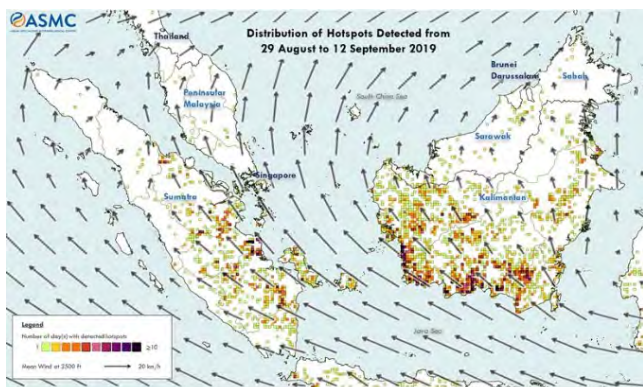 ASMC
Distribution of Hotspots Detected from
29 August to 12 September 2019
Thailand
Peninsular
Malaysia
South China Sea
Brunei
Darussalam
Sabah
Sarawak
Singapore
Sumatra
Kalimantan
Java Sea
Legend
Number of day(s) with detected hotspots
1
≥10
Mean Wind at 2500 ft
20 km/h